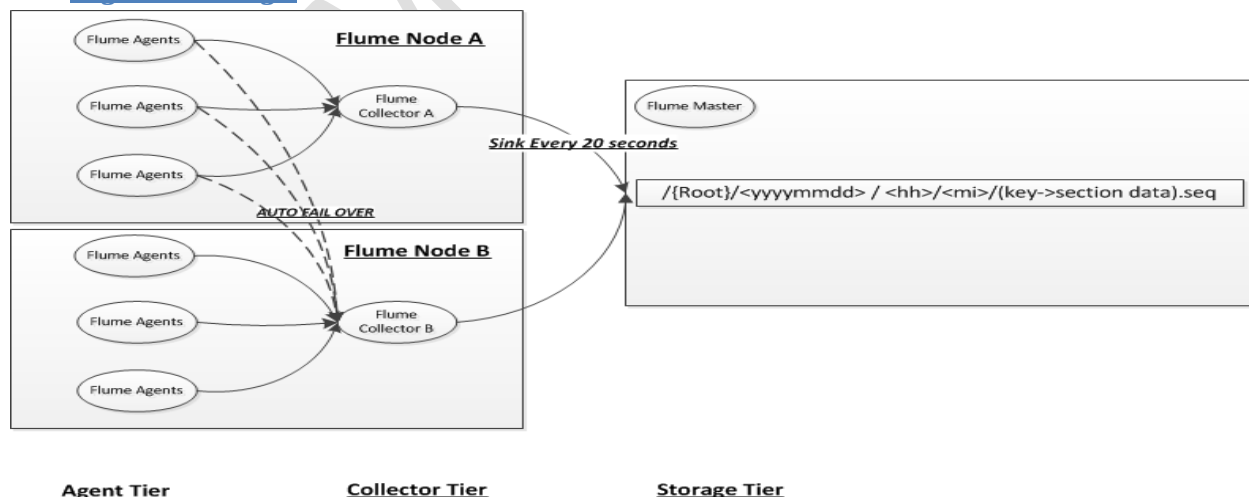 Flume Node A
Flume Agents
Flume Agents
Flume Agents
Flume
Collector A
AUTO FAIL OVER
Flume Node B
Flume Agents
Flume Agents
Flume Agents
Flume
Collector B
Sink Every 20 seconds
Flume Master
/{Root}/<yyyymmdd> / <hh>/<mi>/(key->section data).seq
Agent Tier
Collector Tier
Storage Tier